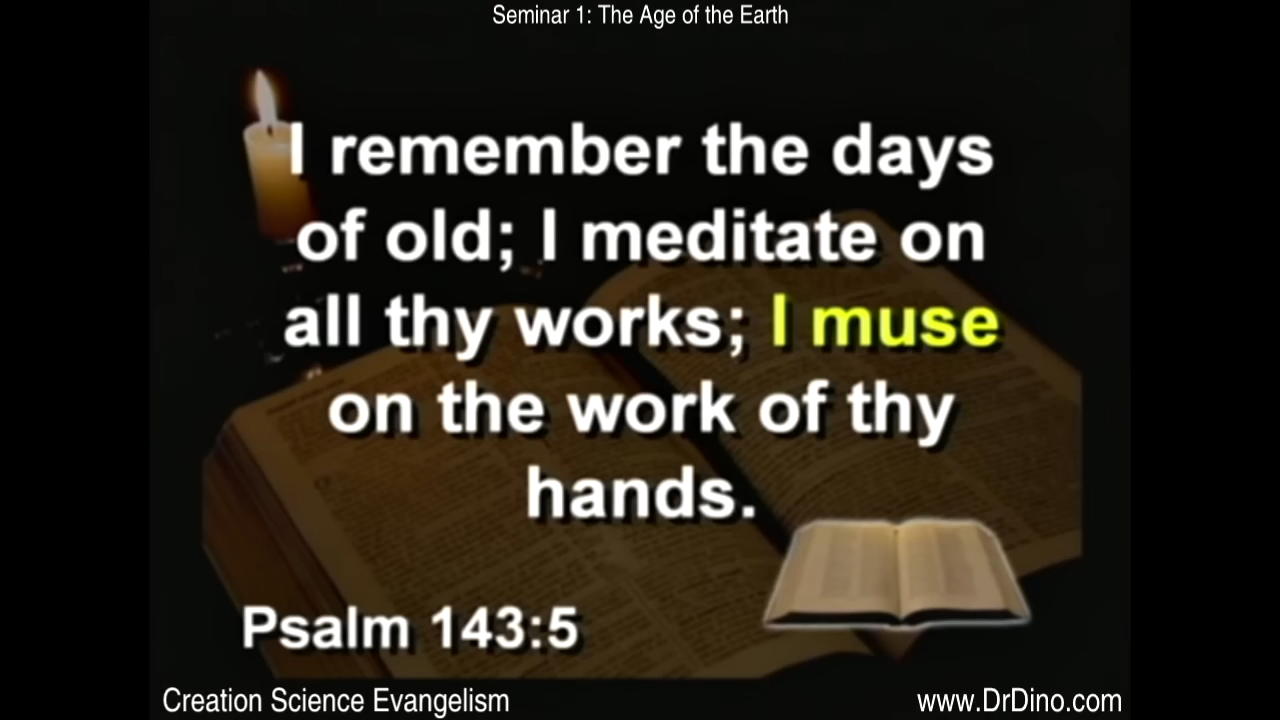 Seminar 1: The Age of the Earth
I remember the days
of old; I meditate on
all thy works; I muse
on the work of thy
hands.
Psalm 143:5
Creation Science Evangelism
www.DrDino.com